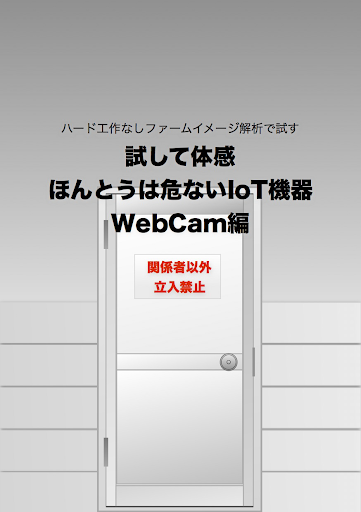 ハード工作なしファームイメージ解析で試す
試して体感
ほんとうは危ないIoT機器
WebCam編
関係者以外
立入禁止